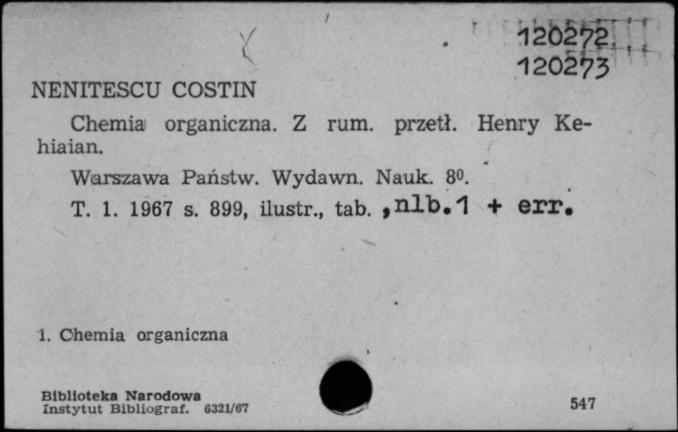 120272
120273
NENITESCU COSTIN
Chemia organiczna. Z rum. przetł. Henry Ke-
hiaian.
Warszawa Państw. Wydawn. Nauk. 8⁰.
T. 1. 1967 s. 899, ilustr., tab. ,nlb.1 + err.
1. Chemia organiczna
Biblioteka Narodowa
Instytut Bibliograf. 6321/67
547